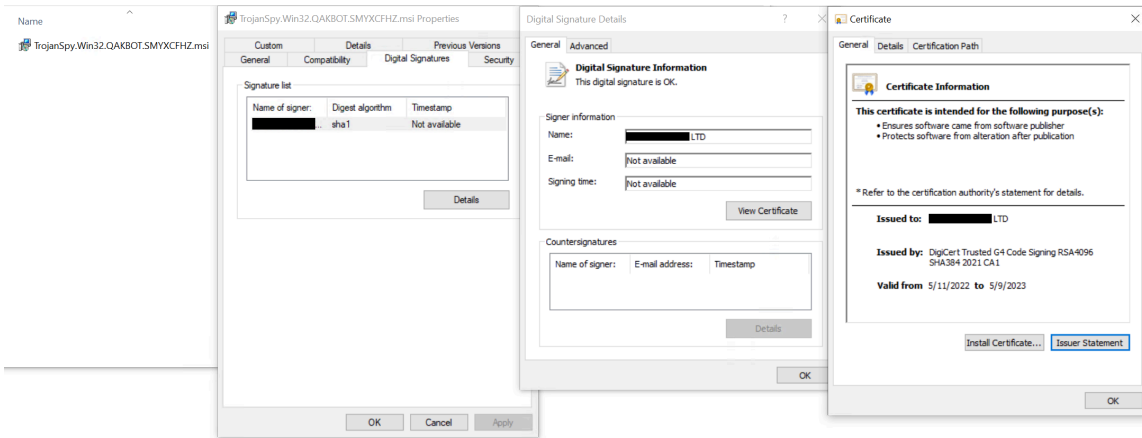 Name
TrojanSpy.Win32.QAKBOT.SMYXCFHZ.msi
TrojanSpy.Win32.QAKBOT.SMYXCFHZ.msi Properties
Custom Details Previous Versions
General Compatibility Digital Signatures Security
Signature list
Name of signer: Digest algorithm Timestamp
... sha1 Not available
Details
OK Cancel Apply
Digital Signature Details ?
General Advanced
Digital Signature Information
This digital signature is OK.
Signer information
Name: LTD
E-mail: Not available
Signing time: Not available
View Certificate
Countersignatures
Name of signer: E-mail address: Timestamp
Details
OK
Certificate
General Details Certification Path
Certificate Information
This certificate is intended for the following purpose(s):
• Ensures software came from software publisher
• Protects software from alteration after publication
* Refer to the certification authority's statement for details.
Issued to: LTD
Issued by: DigiCert Trusted G4 Code Signing RSA4096
SHA384 2021 CA1
Valid from 5/11/2022 to 5/9/2023
Install Certificate... Issuer Statement
OK